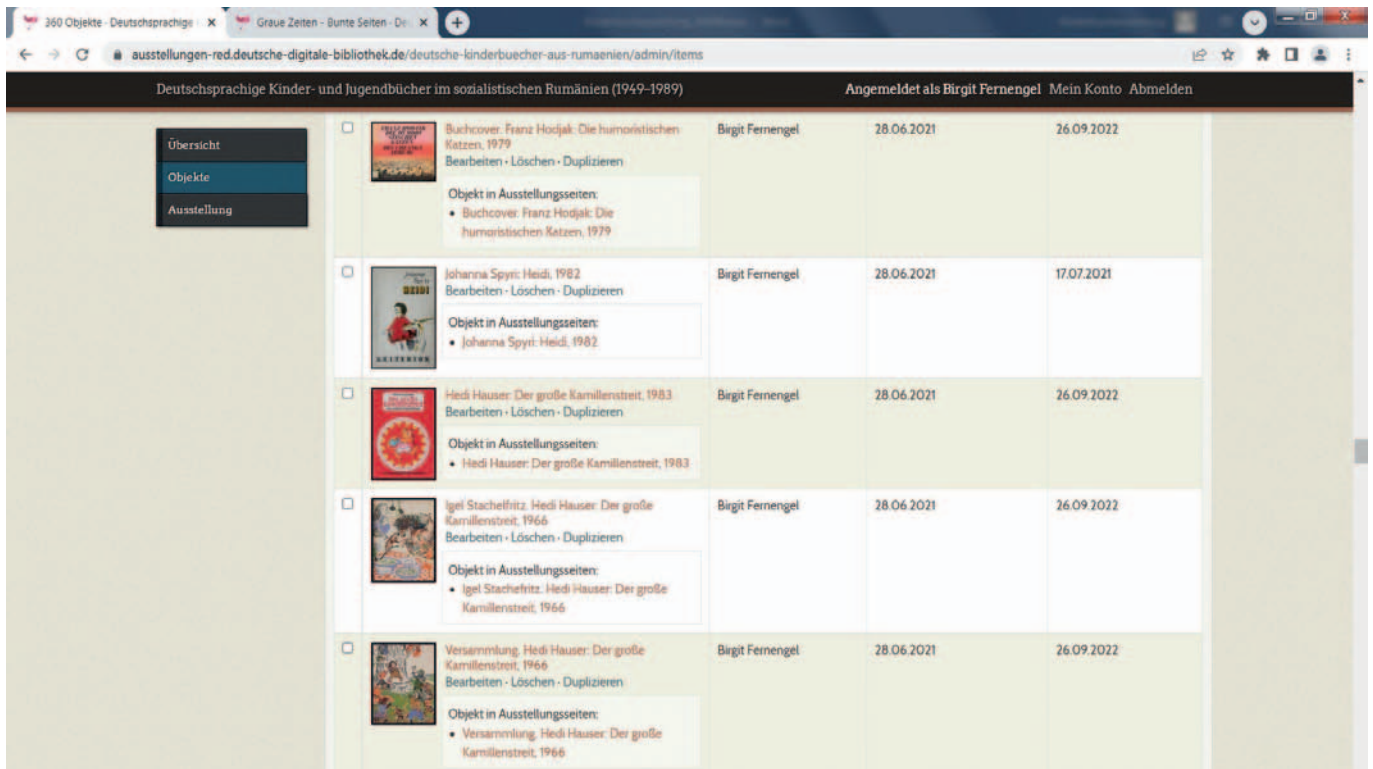 360 Objekte · Deutschsprachige
Graue Zeiten - Bunte Seiten - De
ausstellungen-red.deutsche-digitale-bibliothek.de/deutsche-kinderbuecher-aus-rumaenien/admin/items
Deutschsprachige Kinder- und Jugendbücher im sozialistischen Rumänien (1949–1989)
Angemeldet als Birgit Fernengel Mein Konto Abmelden
Übersicht
Objekte
Ausstellung
Buchcover. Franz Hodjak: Die humoristischen
Katzen, 1979
Bearbeiten · Löschen · Duplizieren
Objekt in Ausstellungsseiten:
• Buchcover. Franz Hodjak: Die
humoristischen Katzen, 1979
Birgit Fernengel
28.06.2021
26.09.2022
HEIDI
Johanna Spyri: Heidi, 1982
Bearbeiten · Löschen · Duplizieren
Objekt in Ausstellungsseiten:
• Johanna Spyri: Heidi, 1982
Birgit Fernengel
28.06.2021
17.07.2021
Hedi Hauser: Der große Kamillenstreit, 1983
Bearbeiten · Löschen · Duplizieren
Objekt in Ausstellungsseiten:
• Hedi Hauser: Der große Kamillenstreit, 1983
Birgit Fernengel
28.06.2021
26.09.2022
Igel Stachelfritz. Hedi Hauser: Der große
Kamillenstreit, 1966
Bearbeiten · Löschen · Duplizieren
Objekt in Ausstellungsseiten:
• Igel Stachefritz. Hedi Hauser: Der große
Kamillenstreit, 1966
Birgit Fernengel
28.06.2021
26.09.2022
Versammlung. Hedi Hauser: Der große
Kamillenstreit, 1966
Bearbeiten · Löschen · Duplizieren
Objekt in Ausstellungsseiten:
• Versammlung. Hedi Hauser: Der große
Kamillenstreit, 1966
Birgit Fernengel
28.06.2021
26.09.2022